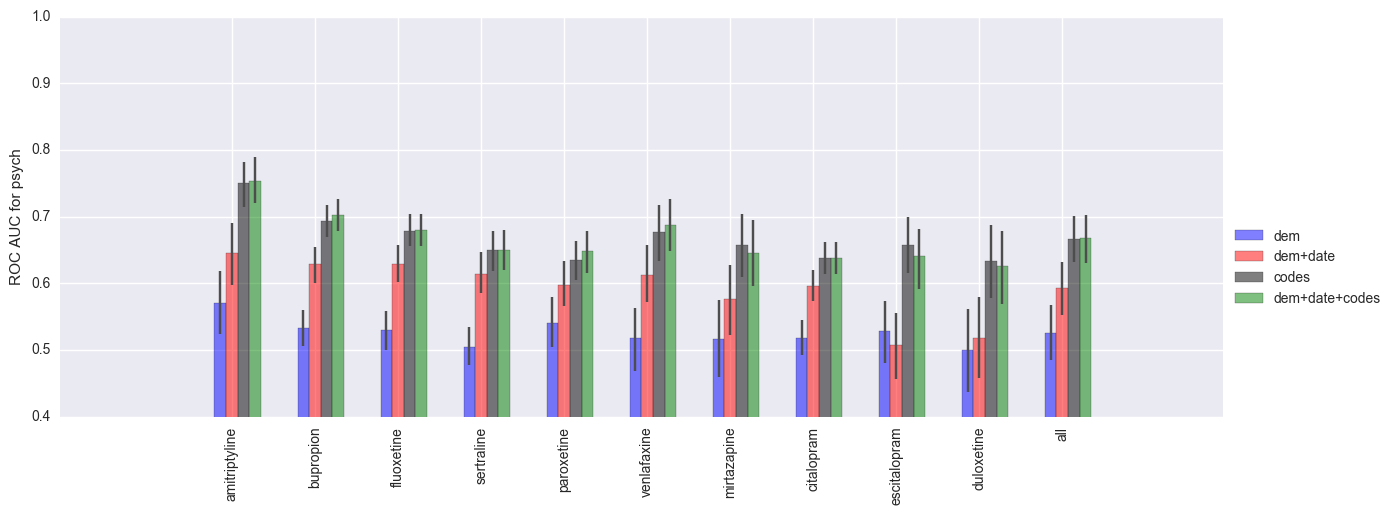 1.0
0.9
0.8
0.7
0.6
0.5
0.4
ROC AUC for psych
amitriptyline
bupropion
fluoxetine
sertraline
paroxetine
venlafaxine
mirtazapine
citalopram
escitalopram
duloxetine
all
dem
dem+date
codes
dem+date+codes